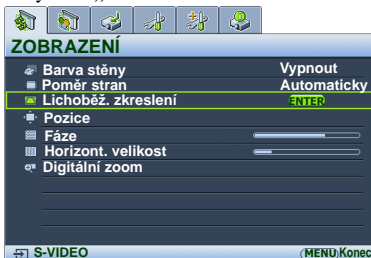 ZOBRAZENÍ
Barva stěny Vypnout
Poměr stran Automaticky
Lichoběž. zkreslení ENTER
Pozice
Fáze
Horizont. velikost
Digitální zoom
S-VIDEO MENU Konec